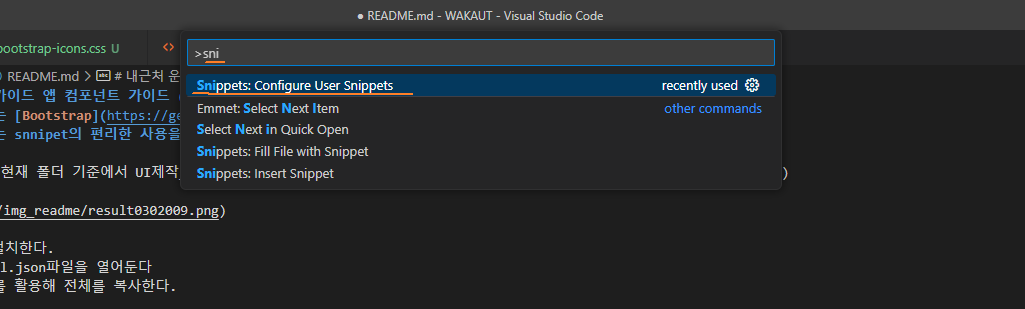 ● README.md - WAKAUT - Visual Studio Code
bootstrap-icons.css U
<>
>sni
README.md > # 내근처 운
Snippets: Configure User Snippets recently used
가이드 앱 컴포넌트 가이드
Emmet: Select Next Item other commands
는 [Bootstrap](https://ge
Select Next in Quick Open
는 snnipet의 편리한 사용을
Snippets: Fill File with Snippet
현재 폴더 기준에서 UI제작 )
Snippets: Insert Snippet
/img_readme/result0302009.png)
설치한다.
l.json파일을 열어둔다
를 활용해 전체를 복사한다.